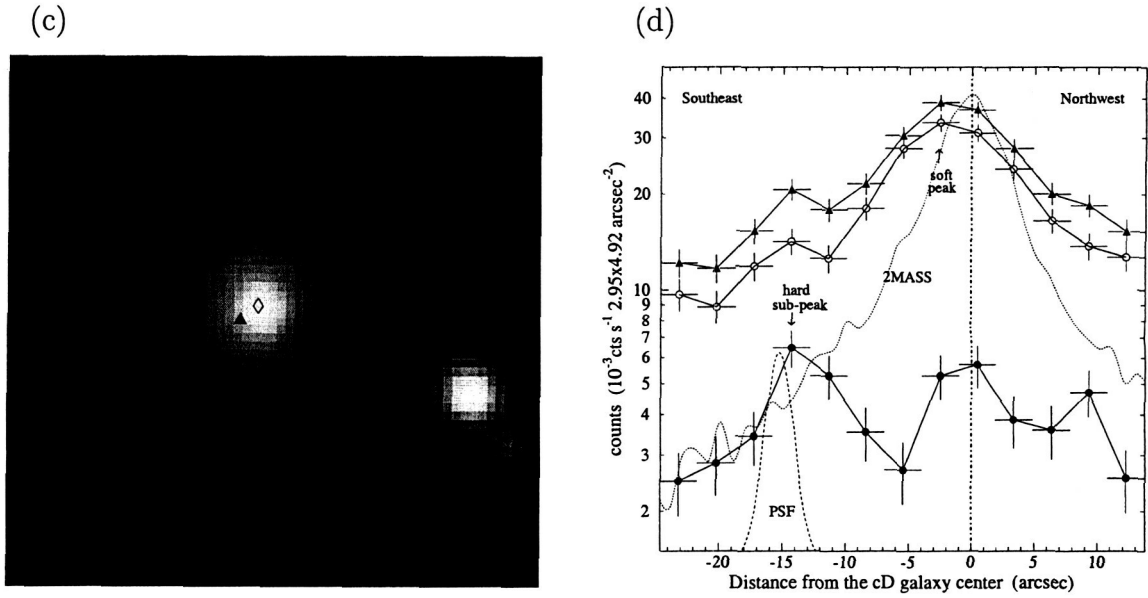 (c)
(d)
Southeast
Northwest
soft
peak
2MASS
hard
sub-peak
PSF
counts (10⁻³cts s⁻¹ 2.95x4.92 arcsec⁻²)
40
30
20
10
9
8
7
6
5
4
3
2
-20 -15 -10 -5 0 5 10
Distance from the cD galaxy center (arcsec)